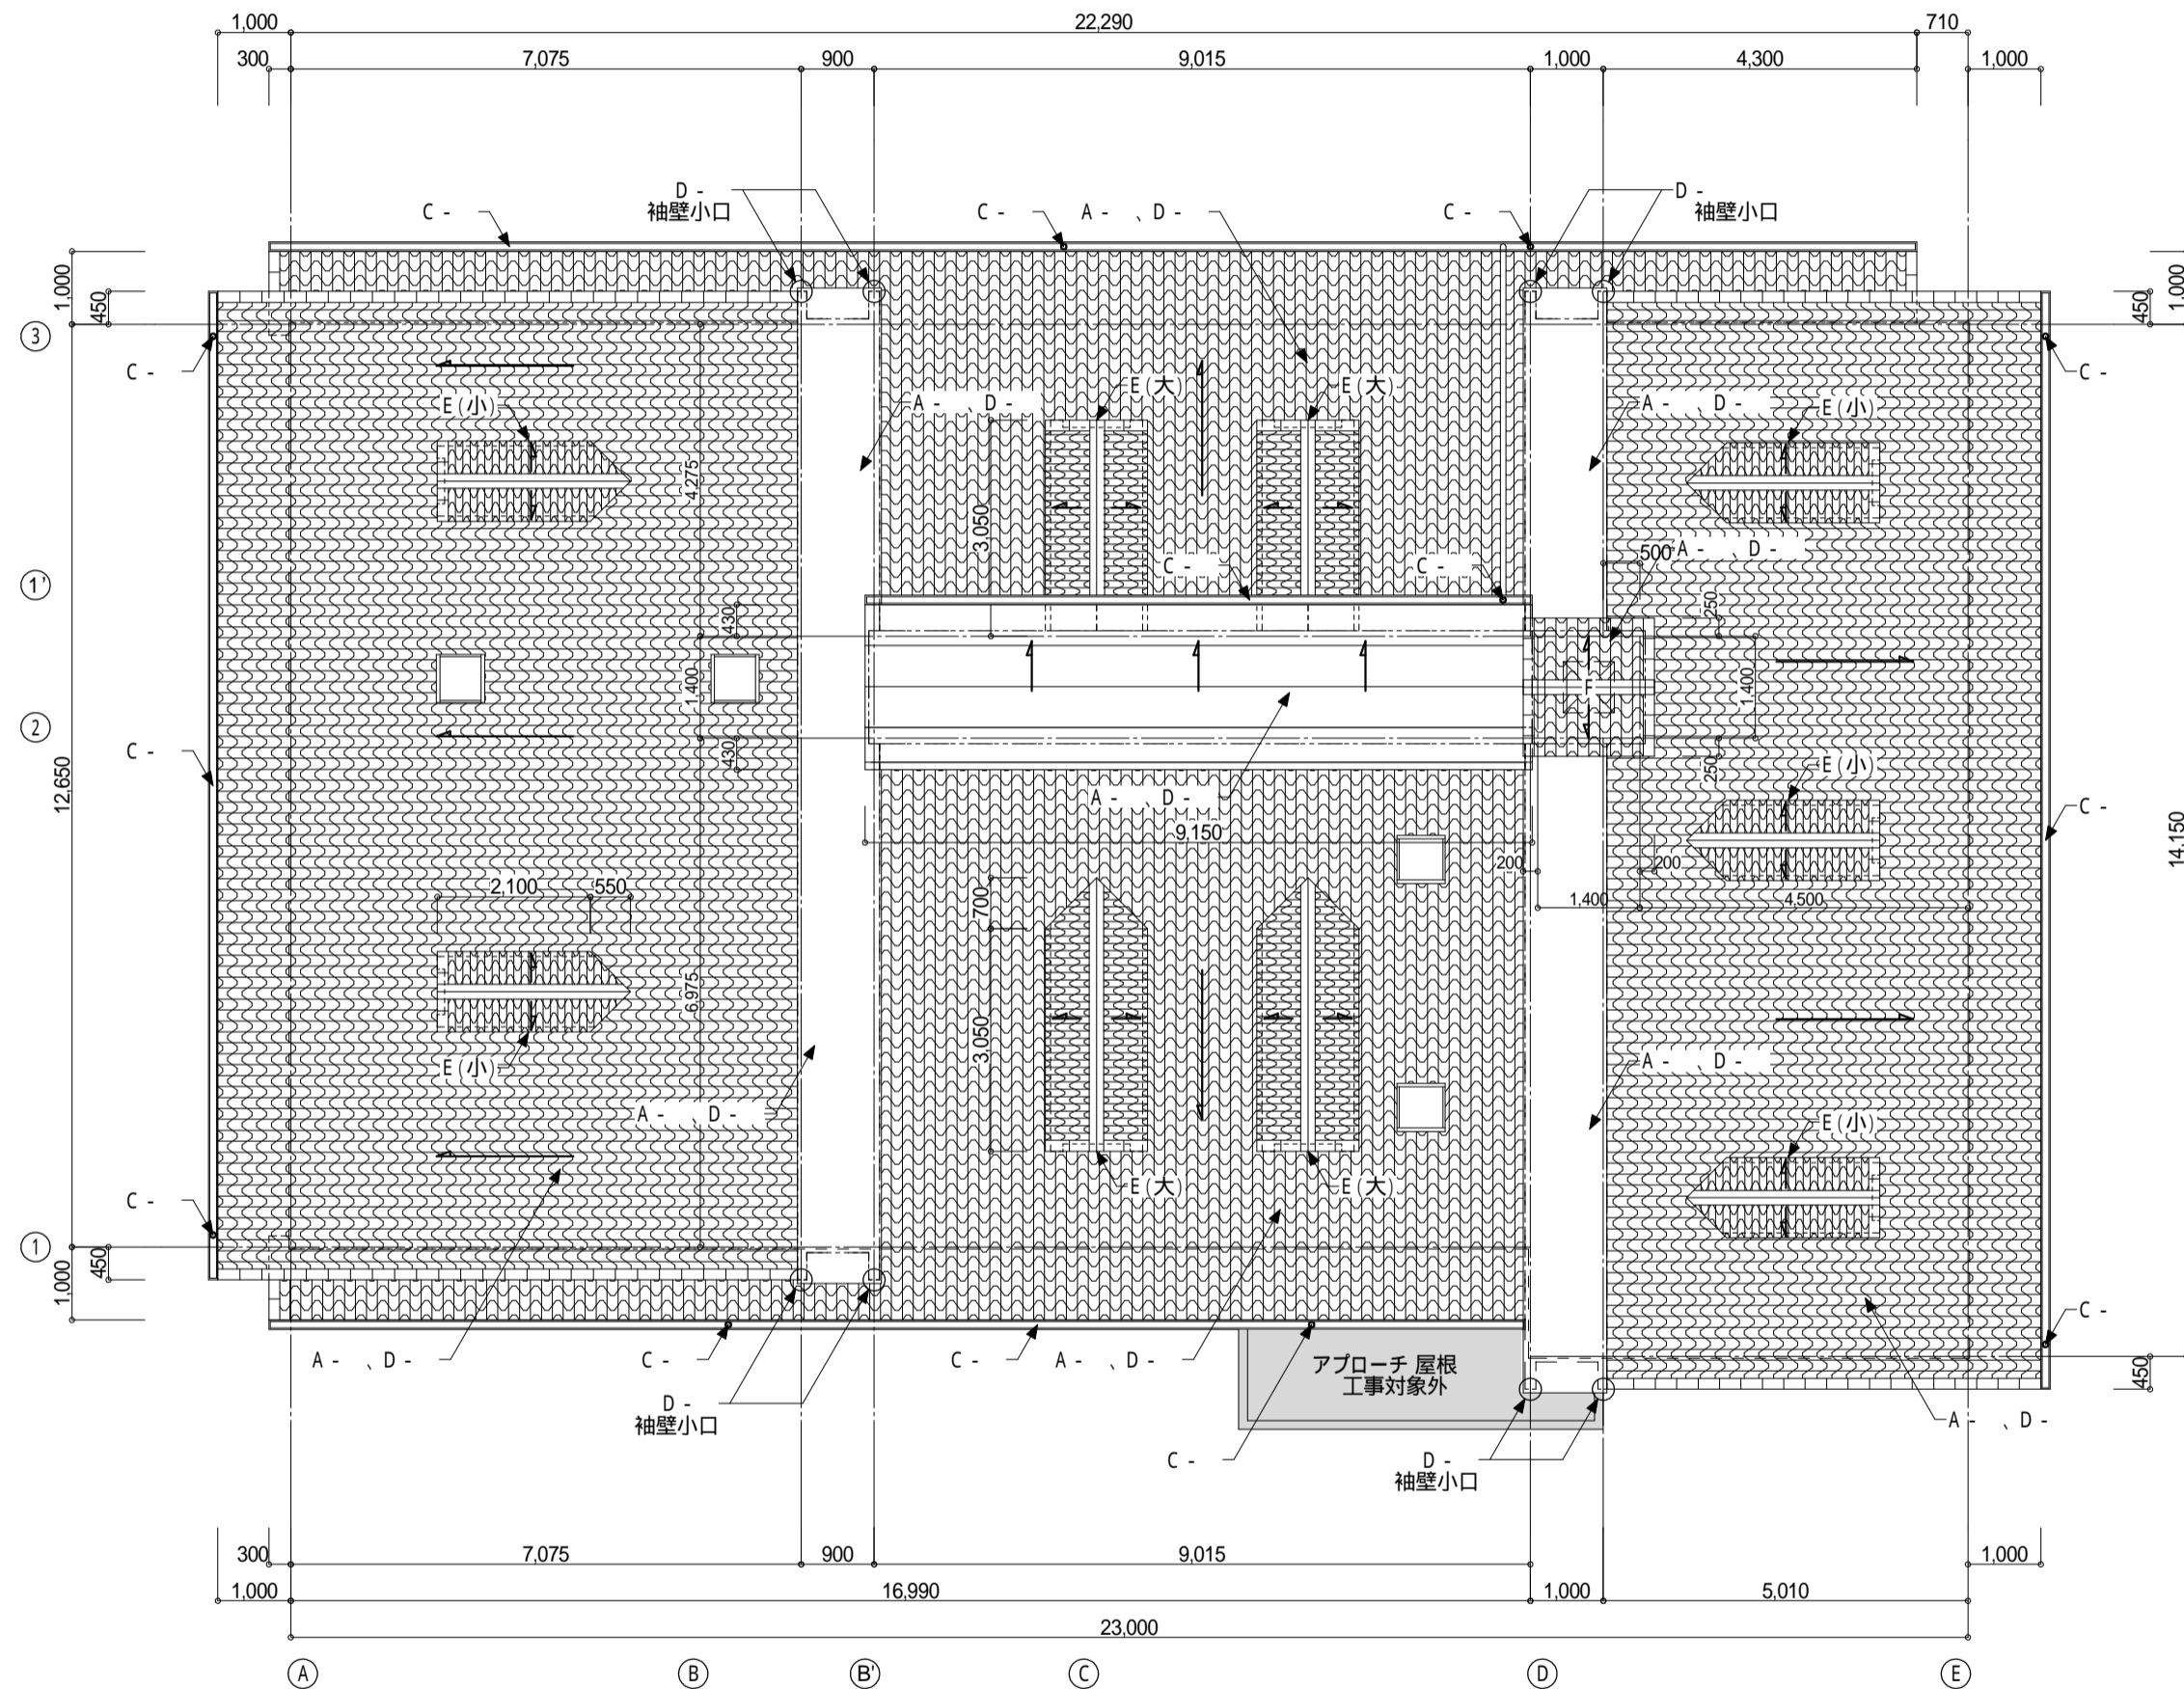 1,000 22,290 710
300 7,075 900 9,015 1,000 4,300 1,000
D - D -
C - 袖壁小口 C - A - 、D - C - 袖壁小口
1,000 450 450 1,000
3
C - C -
E(小) A - 、D - E(大) E(大) A - 、D - E(小)
4,275 3,050
500 A - 、D -
C - C -
1'
430 250
1,400 F 1,400
2
C - 430 250 E(小)
12,650
A - 、D - C -
9,150
14,150
200 200
2,100 550 700 1,400 4,500
6,975
3,050
E(小) A - 、D -
A - 、D - E(小)
E(大) E(大)
C -
1
450
1,000 C -
A - 、D - C - C - A - 、D - アプローチ 屋根
工事対象外 450
D - A - 、D -
袖壁小口
C - D -
袖壁小口
300 7,075 900 9,015 1,000
1,000 16,990 1,000 5,010
23,000
A B B' C D E